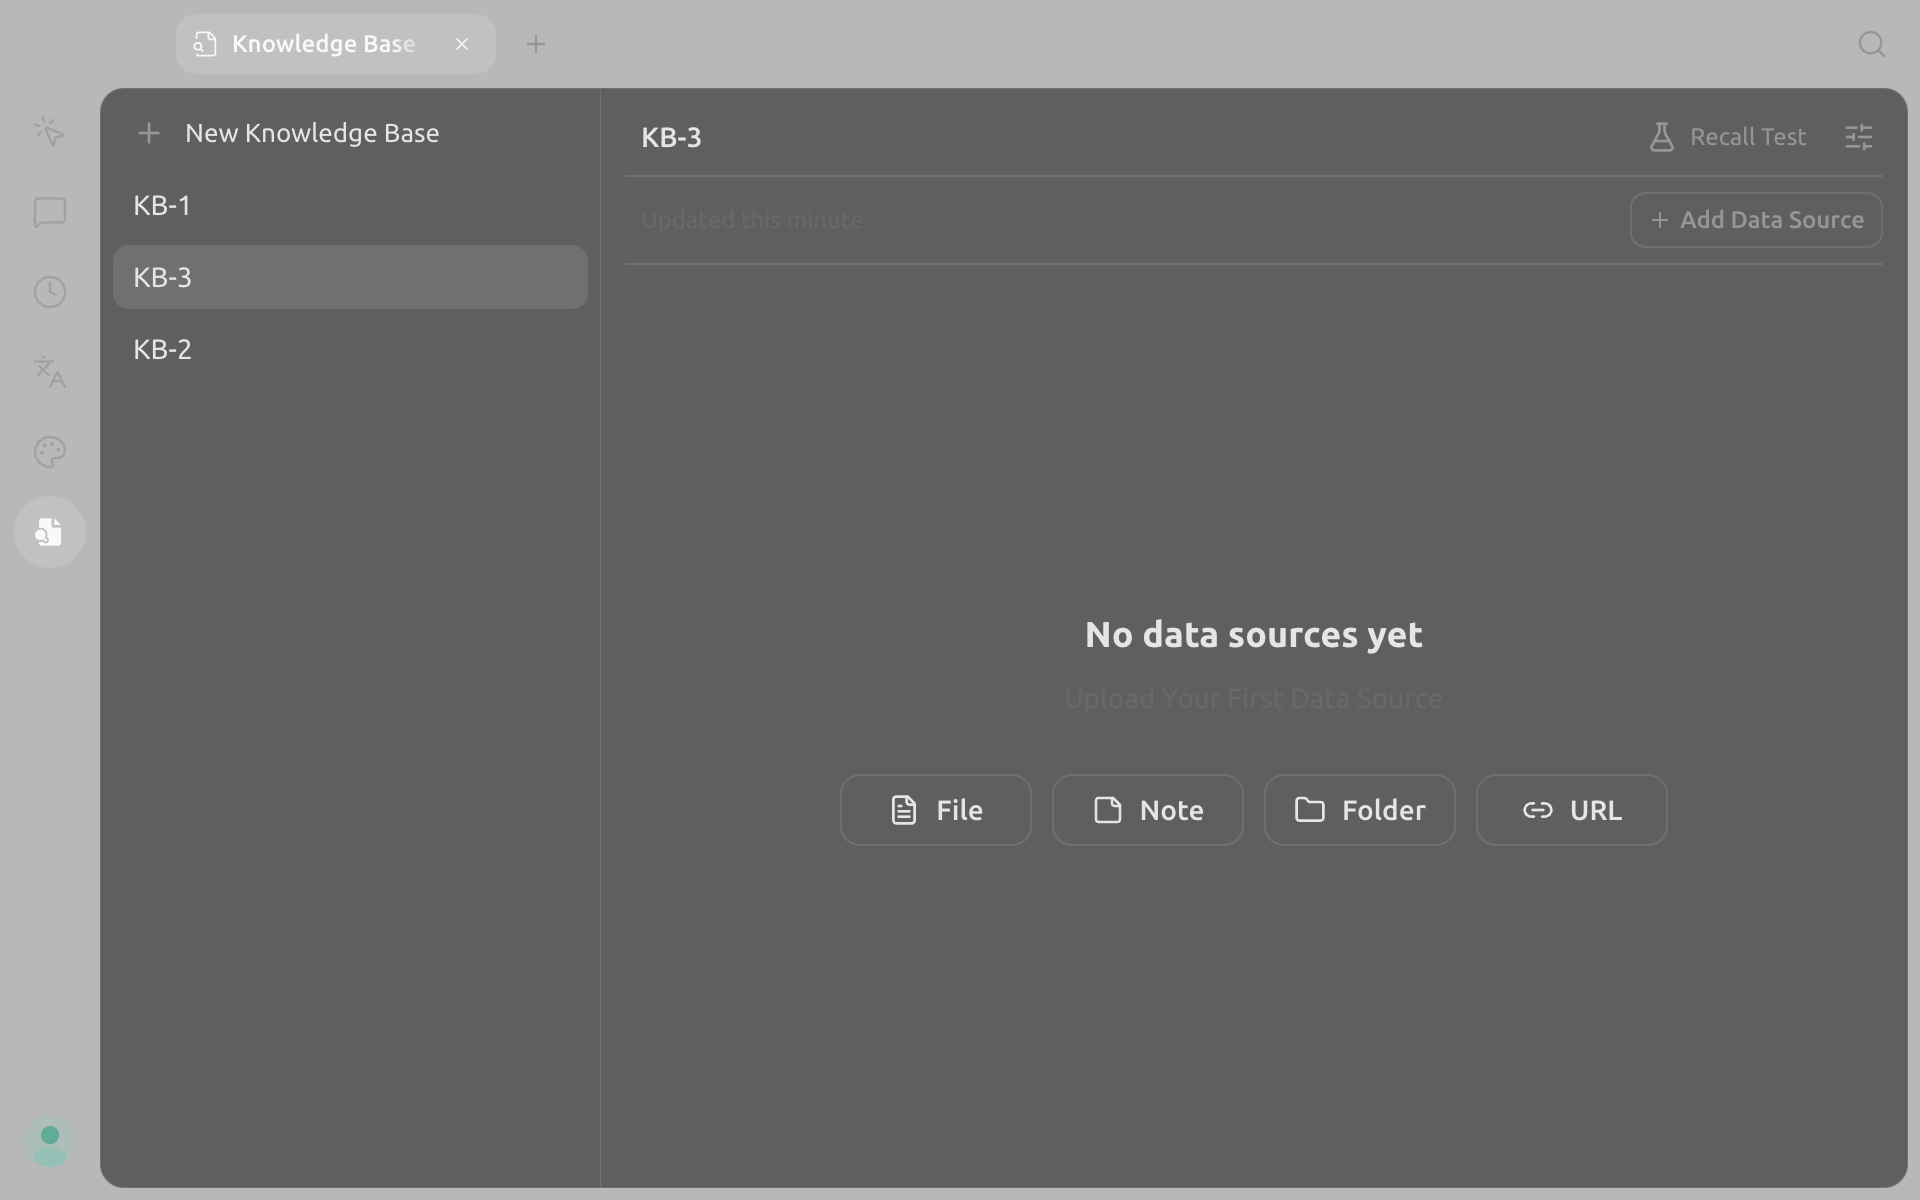 Knowledge Base
New Knowledge Base
KB-1
KB-3
KB-2
KB-3
Recall Test
Updated this minute
Add Data Source
No data sources yet
Upload Your First Data Source
File
Note
Folder
URL